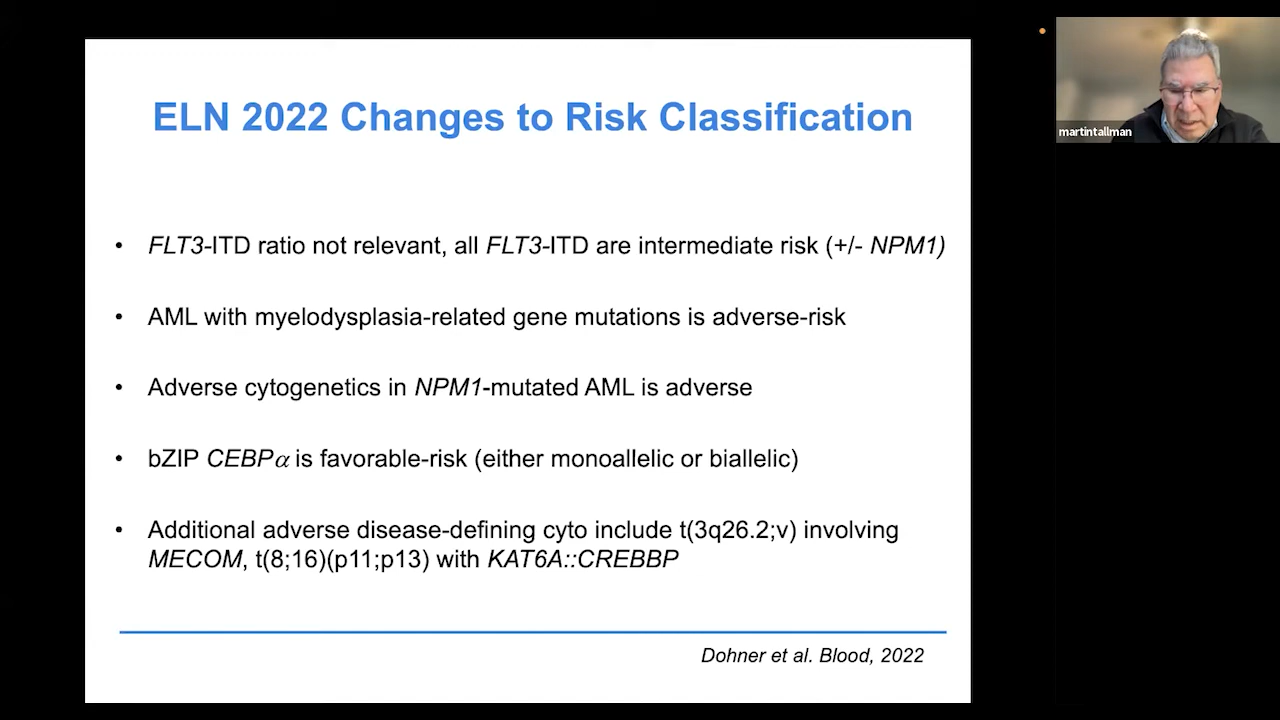 ELN 2022 Changes to Risk Classification
• FLT3-ITD ratio not relevant, all FLT3-ITD are intermediate risk (+/- NPM1)
• AML with myelodysplasia-related gene mutations is adverse-risk
• Adverse cytogenetics in NPM1-mutated AML is adverse
• bZIP CEBPα is favorable-risk (either monoallelic or biallelic)
• Additional adverse disease-defining cyto include t(3q26.2;v) involving
MECOM, t(8;16)(p11;p13) with KAT6A::CREBBP
Dohner et al. Blood, 2022
martintallman